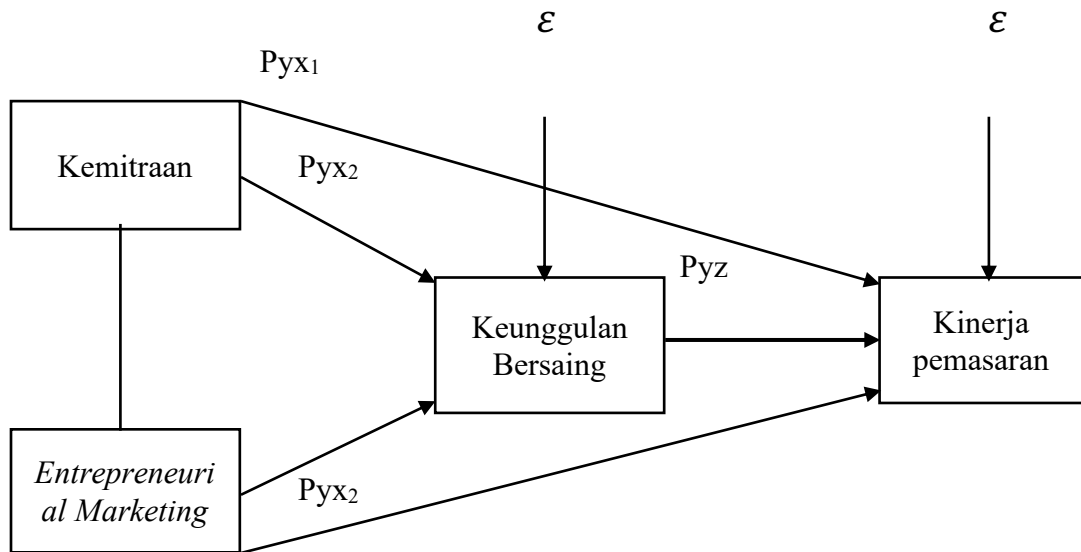 ε
ε
Pyx₁
Kemitraan
Pyx₂
Pyz
Keunggulan
Bersaing
Kinerja
pemasaran
Entrepreneuri
al Marketing
Pyx₂